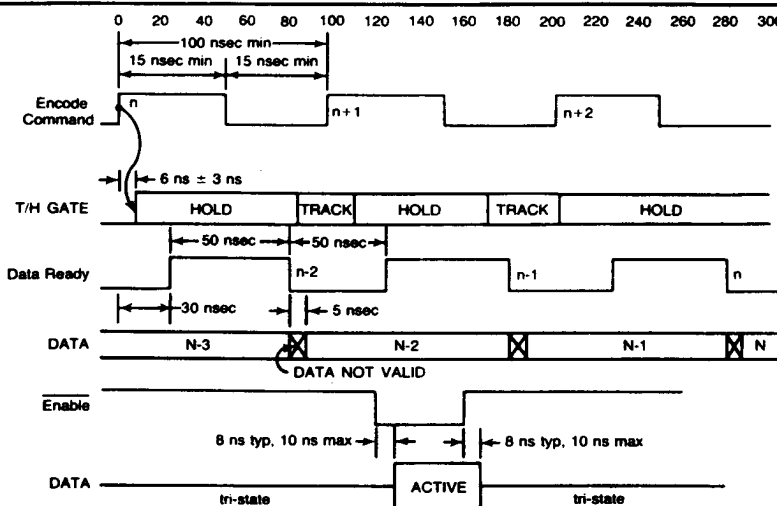 0 20 40 60 80 100 120 140 160 180 200 220 240 260 280 300
100 nsec min
15 nsec min 15 nsec min
Encode
Command
n n+1 n+2
6 ns ± 3 ns
T/H GATE HOLD TRACK HOLD TRACK HOLD
50 nsec 50 nsec
Data Ready n-2 n-1 n
30 nsec 5 nsec
DATA N-3 N-2 N-1 N
DATA NOT VALID
Enable
8 ns typ, 10 ns max 8 ns typ, 10 ns max
DATA ACTIVE
tri-state tri-state